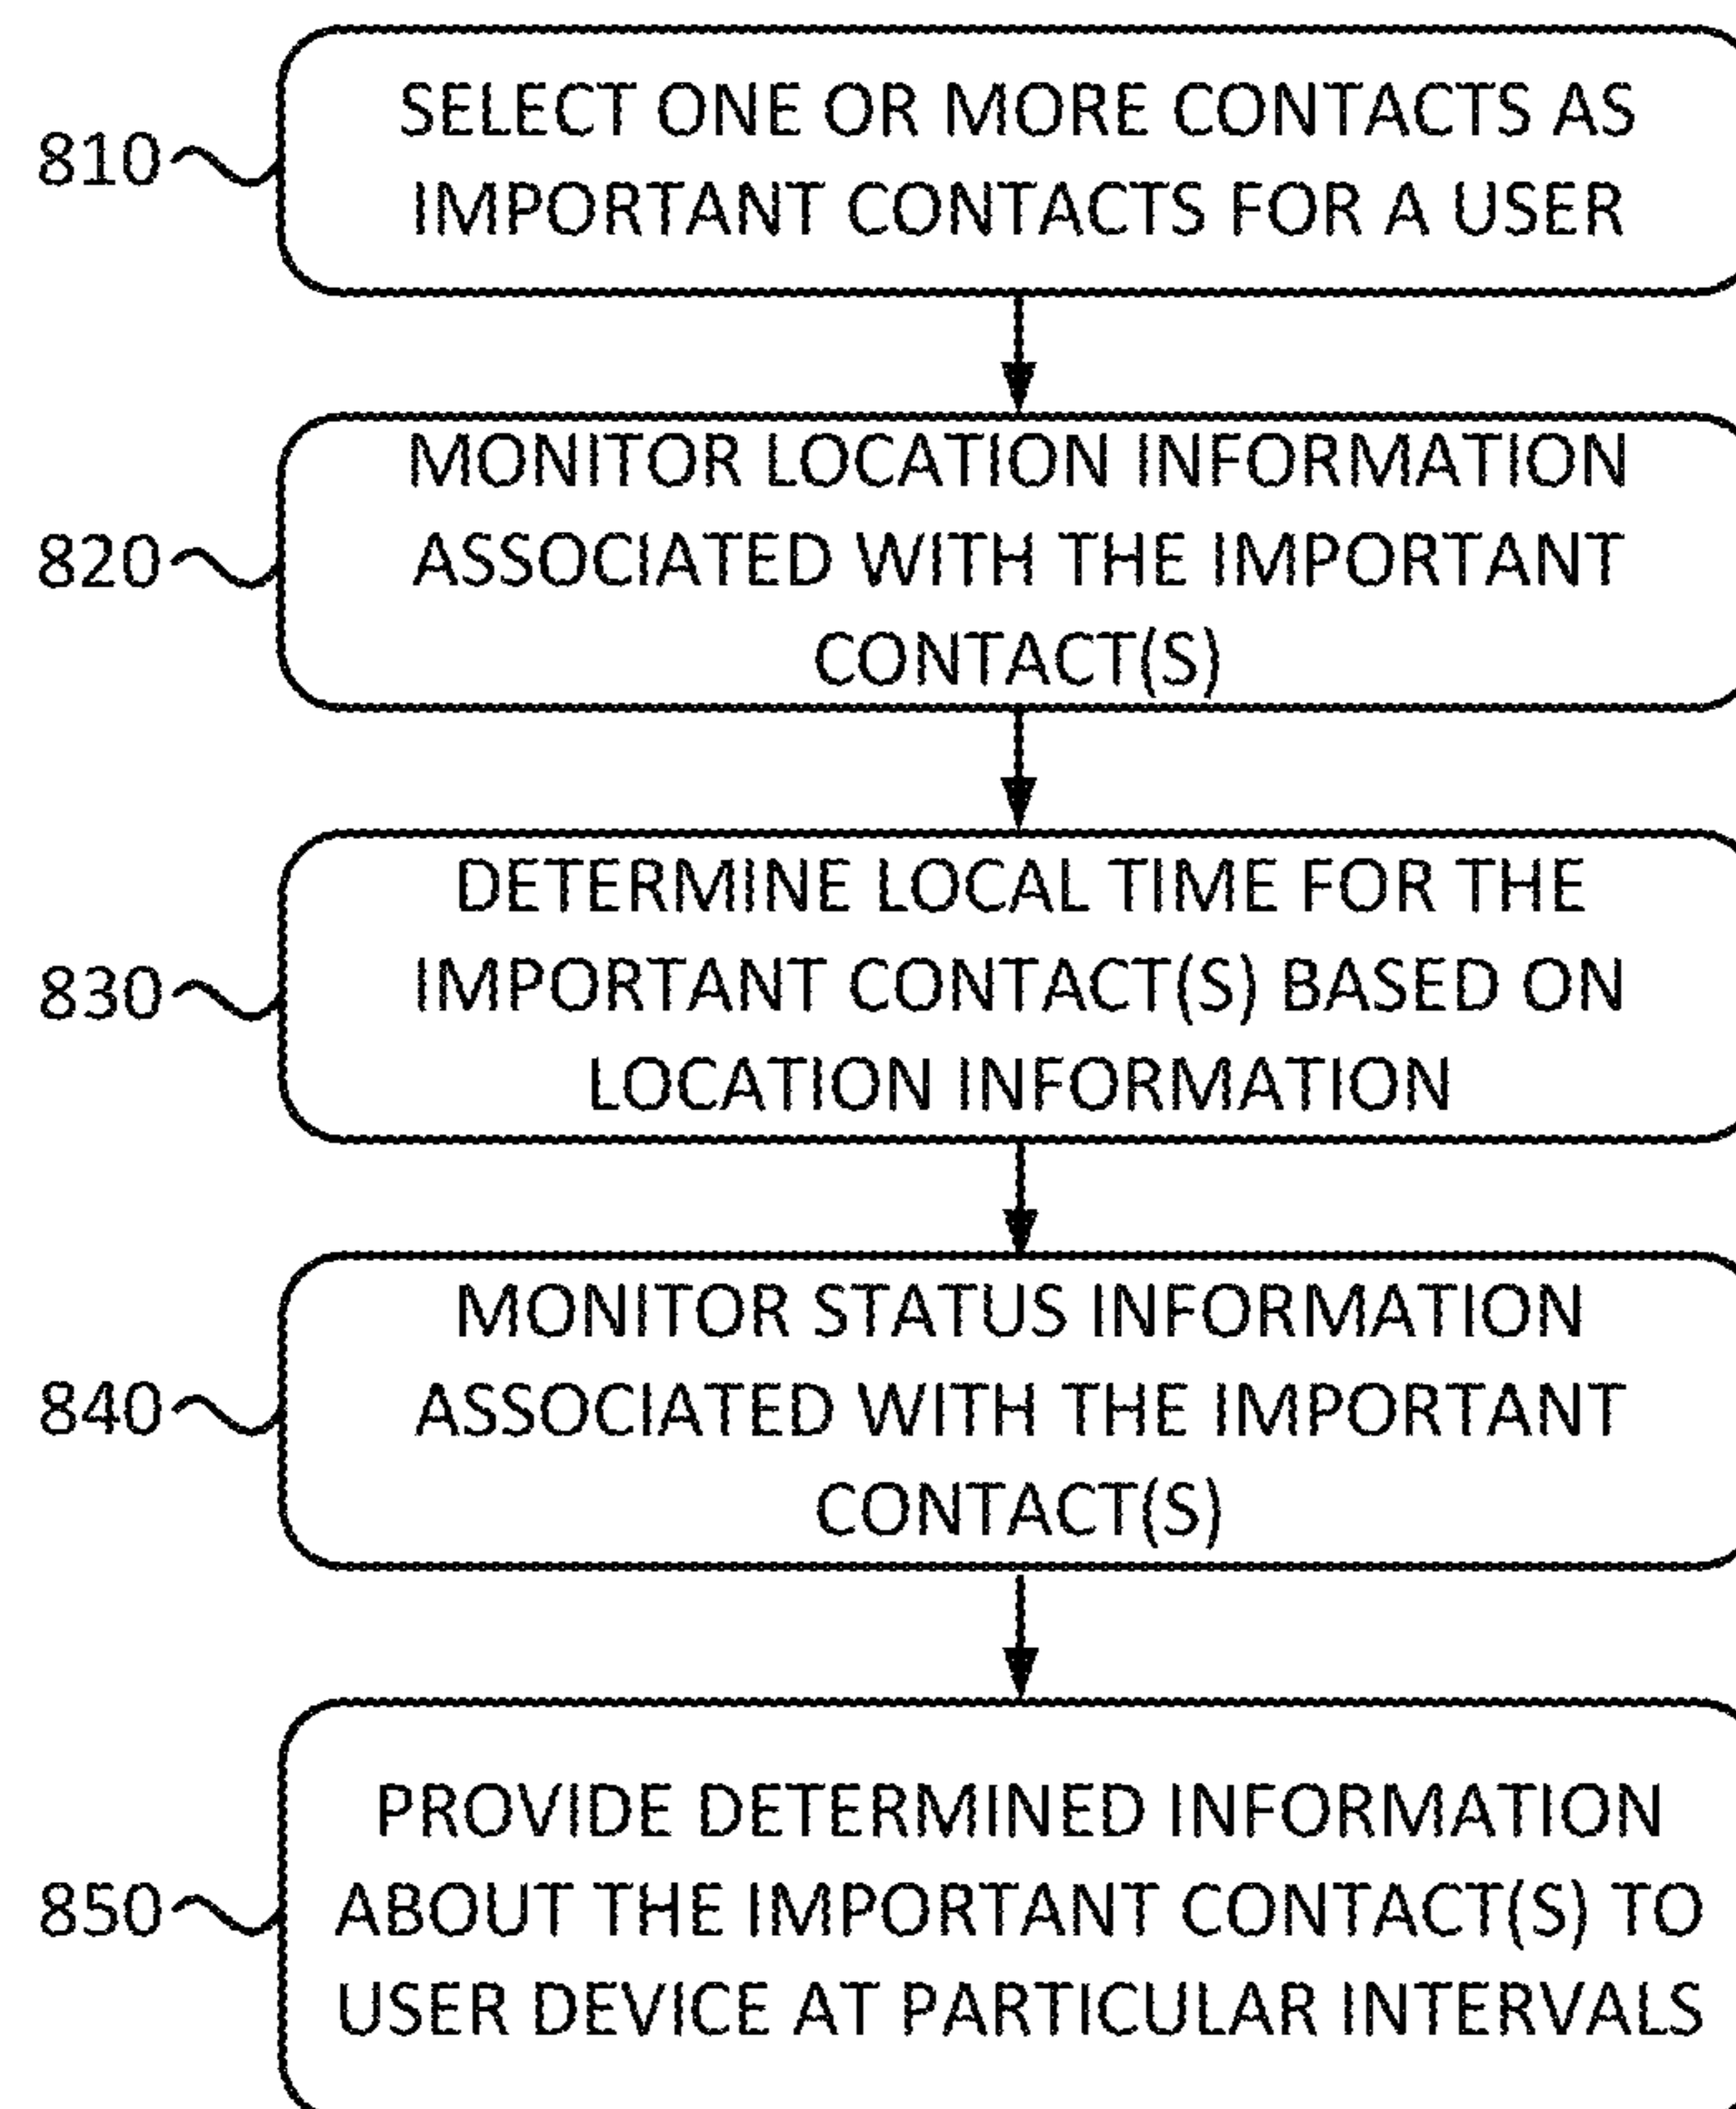 SELECT ONE OR MORE CONTACTS AS
810
IMPORTANT CONTACTS FOR A USER
MONITOR LOCATION INFORMATION
820
ASSOCIATED WITH THE IMPORTANT
CONTACT(S)
DETERMINE LOCAL TIME FOR THE
830
IMPORTANT CONTACT(S) BASED ON
LOCATION INFORMATION
MONITOR STATUS INFORMATION
840
ASSOCIATED WITH THE IMPORTANT
CONTACT(S)
PROVIDE DETERMINED INFORMATION
850
ABOUT THE IMPORTANT CONTACT(S) TO
USER DEVICE AT PARTICULAR INTERVALS